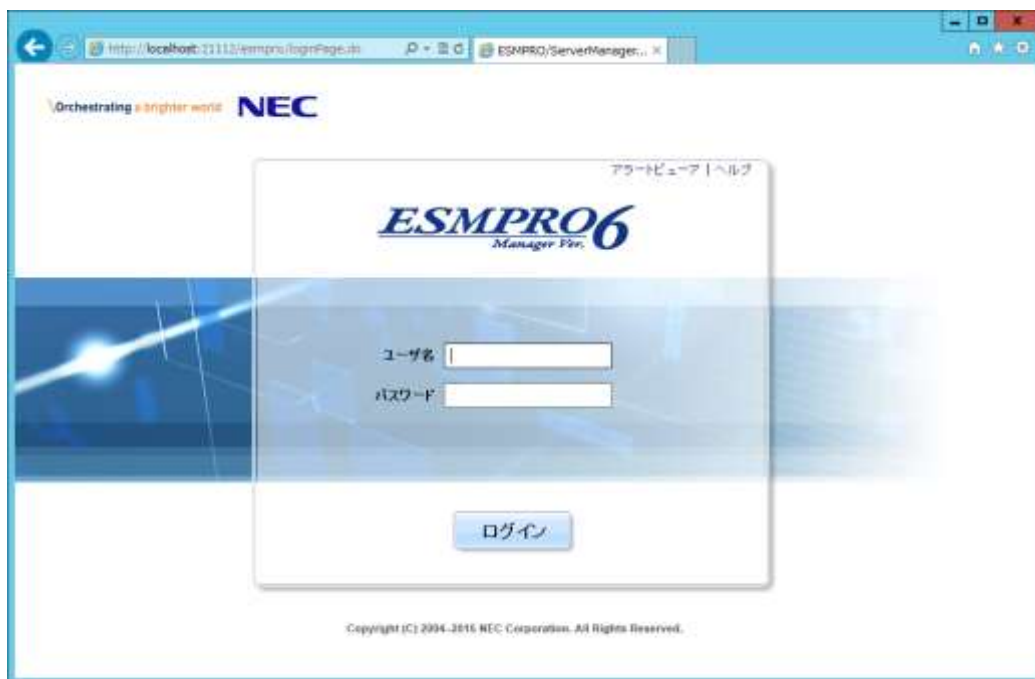 http://localhost:21112/esmpro/loginPage.do
ESMPRO/ServerManager...
\Orchestrating a brighter world NEC
アラートビューア | ヘルプ
ESMPRO6
Manager Ver.
ユーザ名
パスワード
ログイン
Copyright (C) 2004-2015 NEC Corporation. All Rights Reserved.